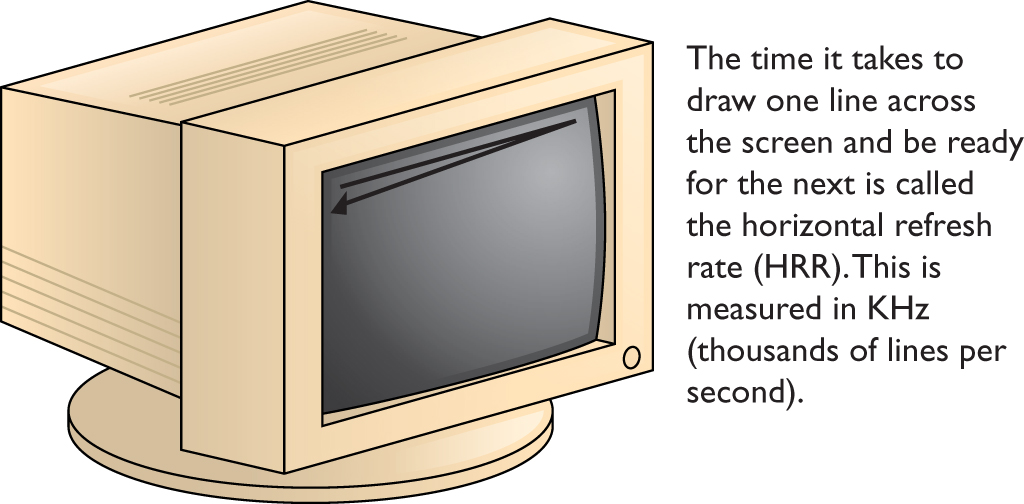 The time it takes to
draw one line across
the screen and be ready
for the next is called
the horizontal refresh
rate (HRR). This is
measured in KHz
(thousands of lines per
second).